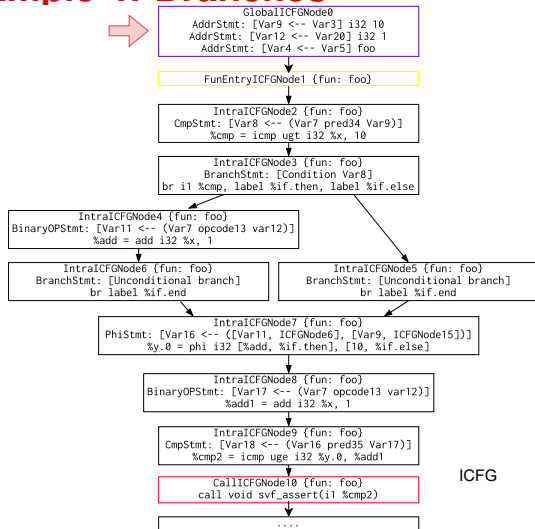 GlobalICFGNode0
AddrStmt: [Var9 <-- Var3] i32 10
AddrStmt: [Var12 <-- Var20] i32 1
AddrStmt: [Var4 <-- Var5] foo
FunEntryICFGNode1 {fun: foo}
IntraICFGNode2 {fun: foo}
CmpStmt: [Var8 <-- (Var7 pred34 Var9)]
%cmp = icmp ugt i32 %x, 10
IntraICFGNode3 {fun: foo}
BranchStmt: [Condition Var8]
br i1 %cmp, label %if.then, label %if.else
IntraICFGNode4 {fun: foo}
BinaryOPStmt: [Var11 <-- (Var7 opcode13 var12)]
%add = add i32 %x, 1
IntraICFGNode6 {fun: foo}
BranchStmt: [Unconditional branch]
br label %if.end
IntraICFGNode5 {fun: foo}
BranchStmt: [Unconditional branch]
br label %if.end
IntraICFGNode7 {fun: foo}
PhiStmt: [Var16 <-- ([Var11, ICFGNode6], [Var9, ICFGNode15])]
%y.0 = phi i32 [%add, %if.then], [10, %if.else]
IntraICFGNode8 {fun: foo}
BinaryOPStmt: [Var17 <-- (Var7 opcode13 var12)]
%add1 = add i32 %x, 1
IntraICFGNode9 {fun: foo}
CmpStmt: [Var18 <-- (Var16 pred35 Var17)]
%cmp2 = icmp uge i32 %y.0, %add1
ICFG
CallICFGNode10 {fun: foo}
call void svf_assert(i1 %cmp2)
....